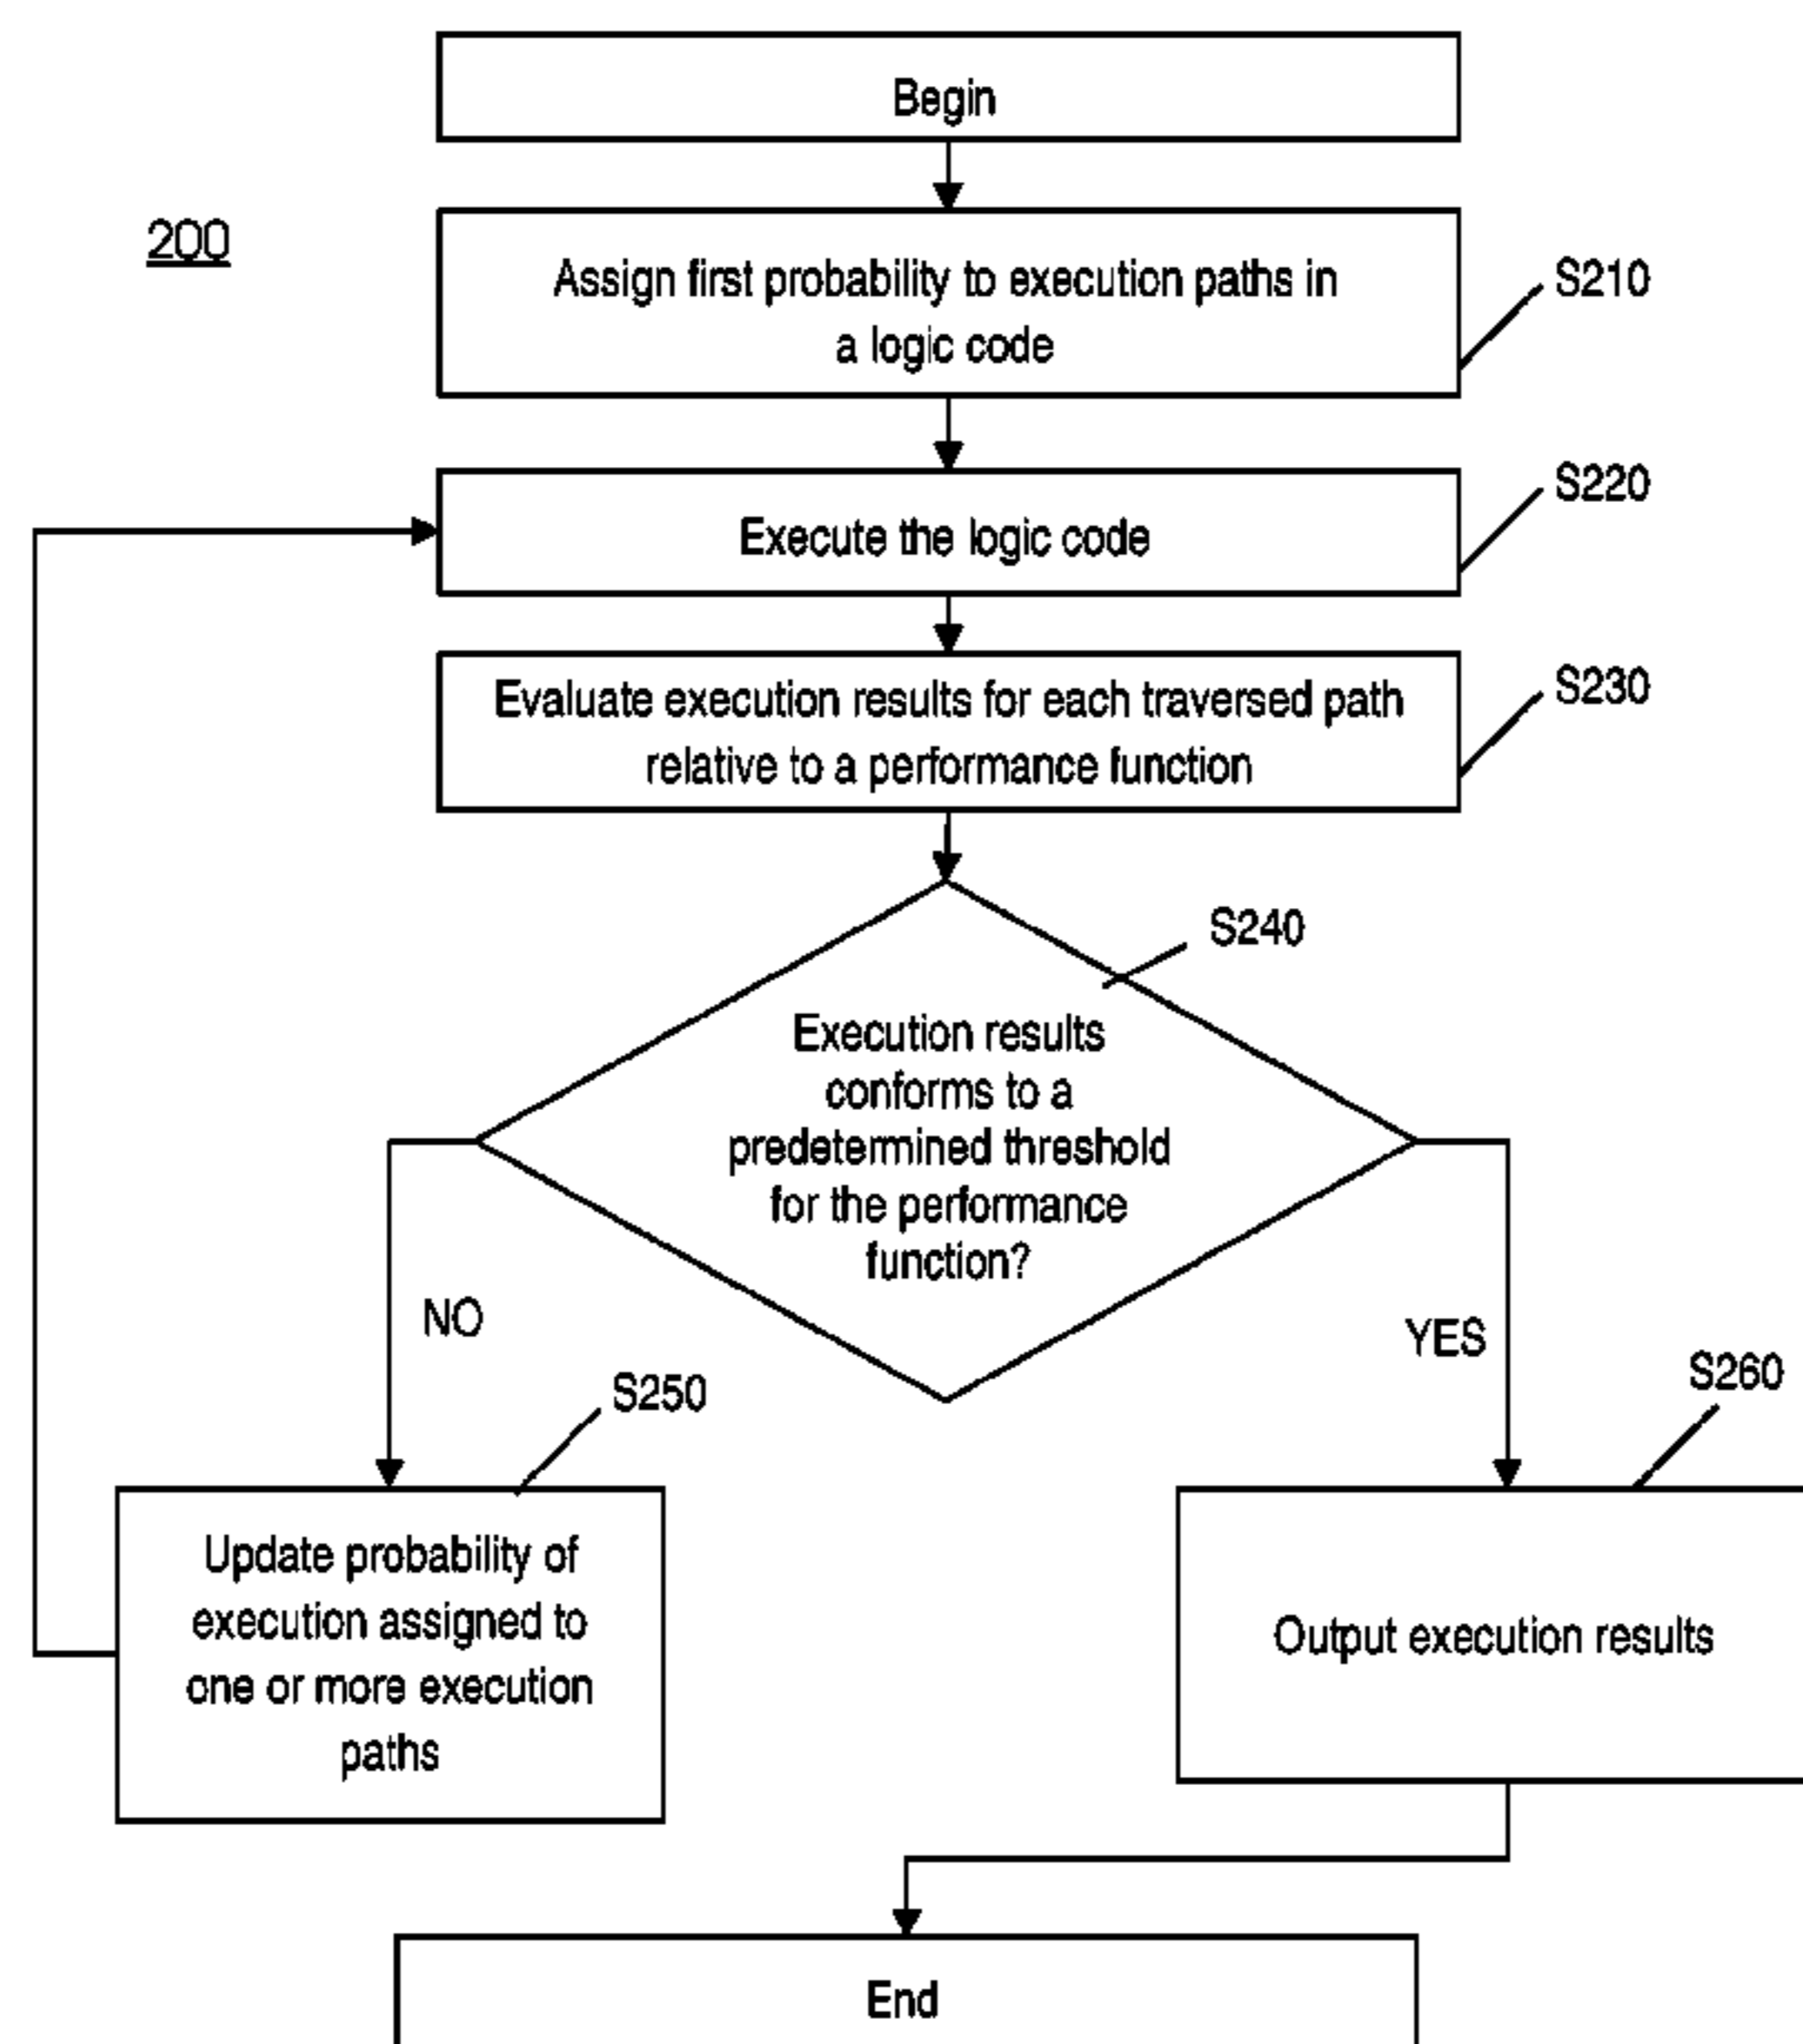 Begin
200
Assign first probability to execution paths in
a logic code
S210
Execute the logic code
S220
Evaluate execution results for each traversed path
relative to a performance function
S230
S240
Execution results
conforms to a
predetermined threshold
for the performance
function?
NO
YES
S250
S260
Update probability of
execution assigned to
one or more execution
paths
Output execution results
End